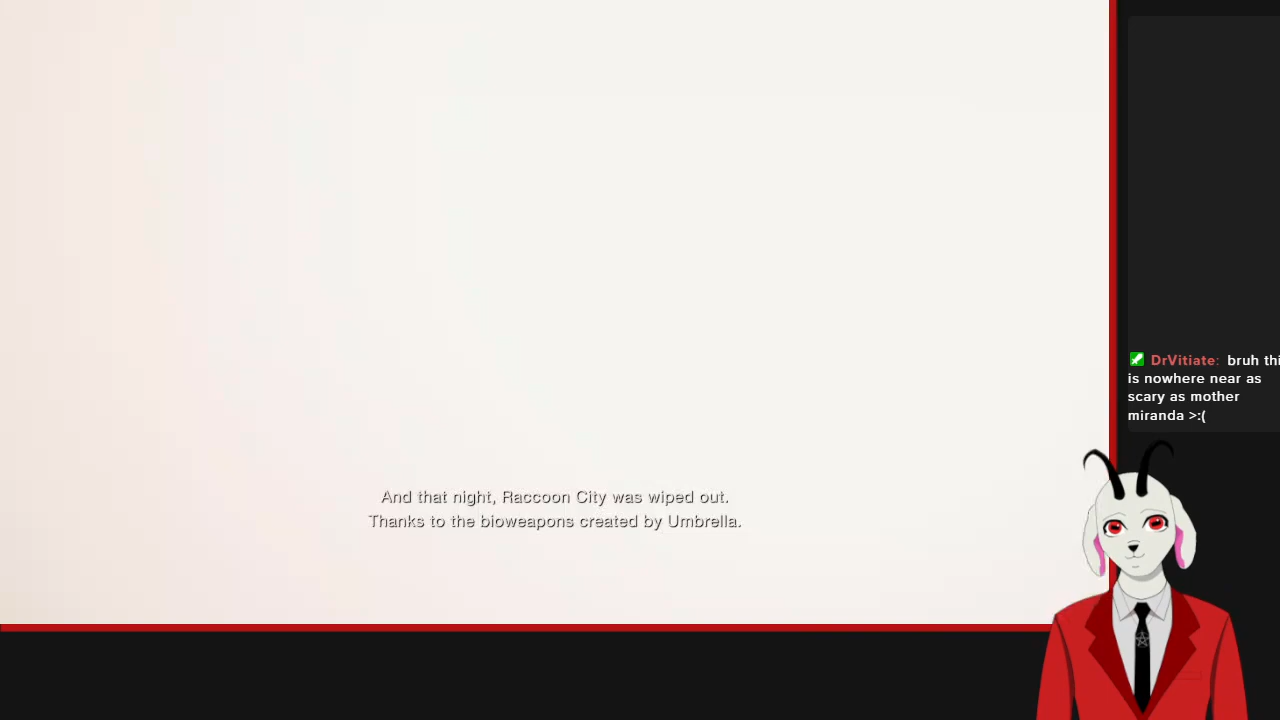 And that night, Raccoon City was wiped out.
Thanks to the bioweapons created by Umbrella.
DrVitiate: bruh thi
is nowhere near as
scary as mother
miranda >:(